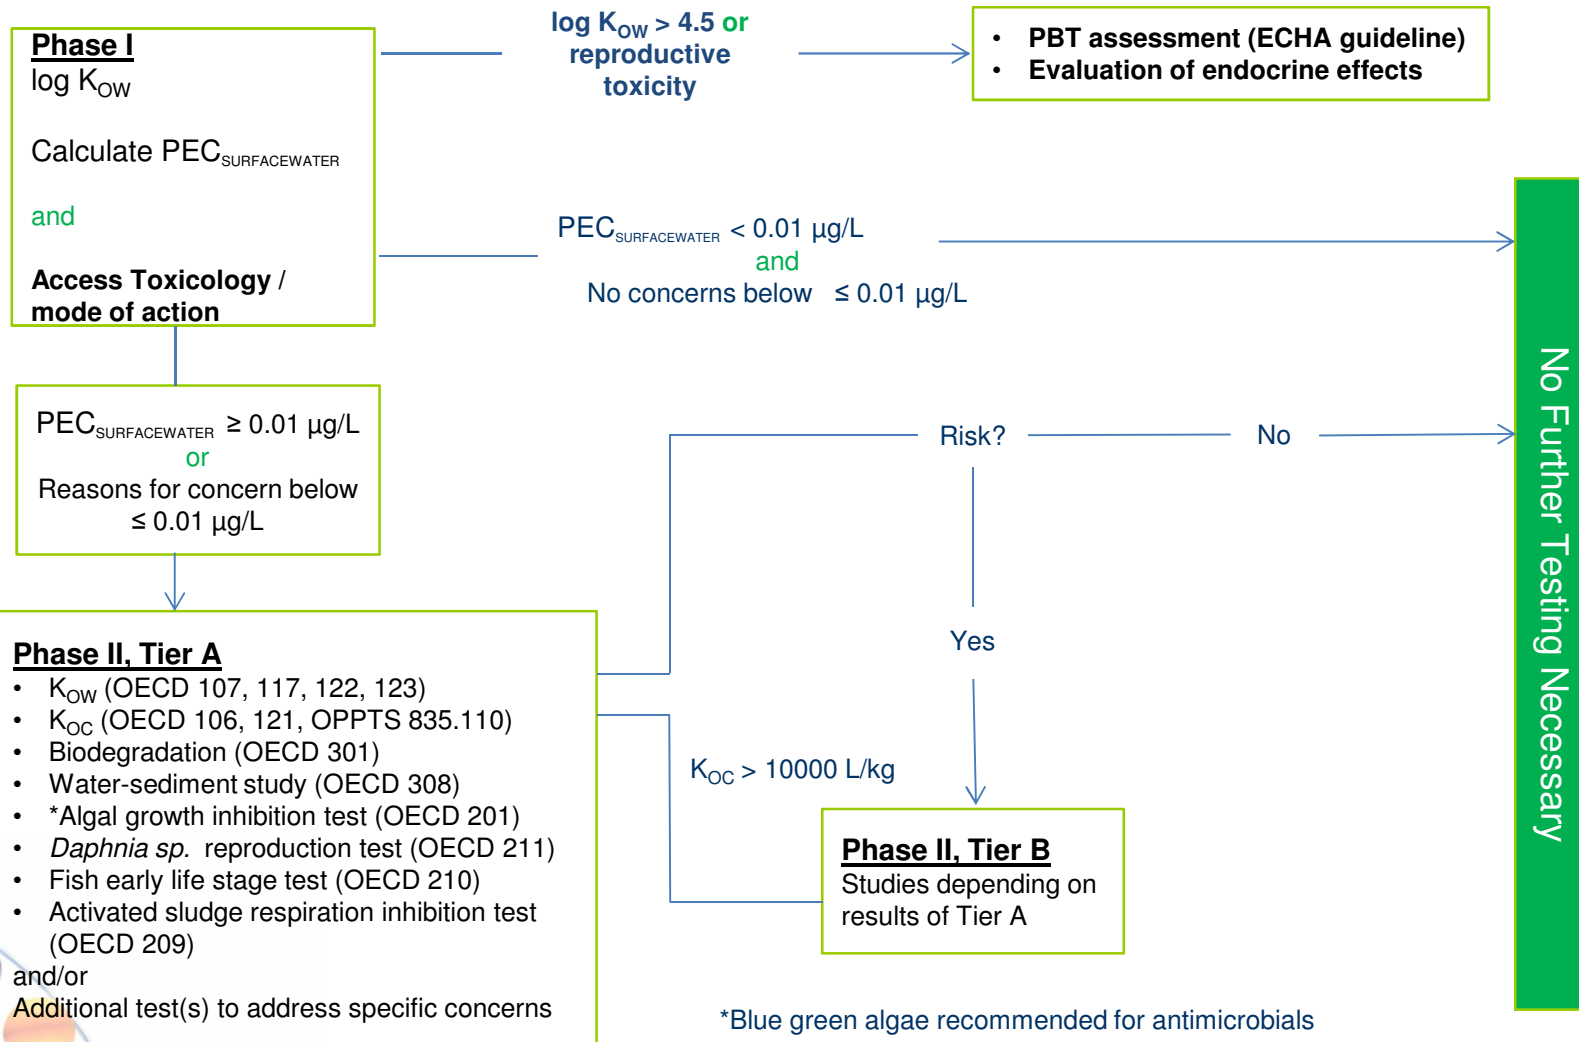 Phase I
log KOW
Calculate PECSURFACEWATER
and
Access Toxicology /
mode of action
log KOW > 4.5 or
reproductive
toxicity
• PBT assessment (ECHA guideline)
• Evaluation of endocrine effects
PECSURFACEWATER < 0.01 µg/L
and
No concerns below ≤ 0.01 µg/L
PECSURFACEWATER ≥ 0.01 µg/L
or
Reasons for concern below
≤ 0.01 µg/L
Risk?
No
Yes
No Further Testing Necessary
Phase II, Tier A
• KOW (OECD 107, 117, 122, 123)
• KOC (OECD 106, 121, OPPTS 835.110)
• Biodegradation (OECD 301)
• Water-sediment study (OECD 308)
• *Algal growth inhibition test (OECD 201)
• Daphnia sp. reproduction test (OECD 211)
• Fish early life stage test (OECD 210)
• Activated sludge respiration inhibition test
(OECD 209)
and/or
Additional test(s) to address specific concerns
KOC > 10000 L/kg
Phase II, Tier B
Studies depending on
results of Tier A
*Blue green algae recommended for antimicrobials